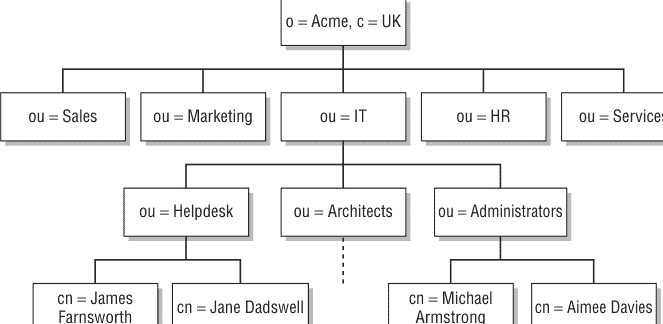 o = Acme, c = UK
ou = Sales
ou = Marketing
ou = IT
ou = HR
ou = Services
ou = Helpdesk
ou = Architects
ou = Administrators
cn = James
Farnsworth
cn = Jane Dadswell
cn = Michael
Armstrong
cn = Aimee Davies